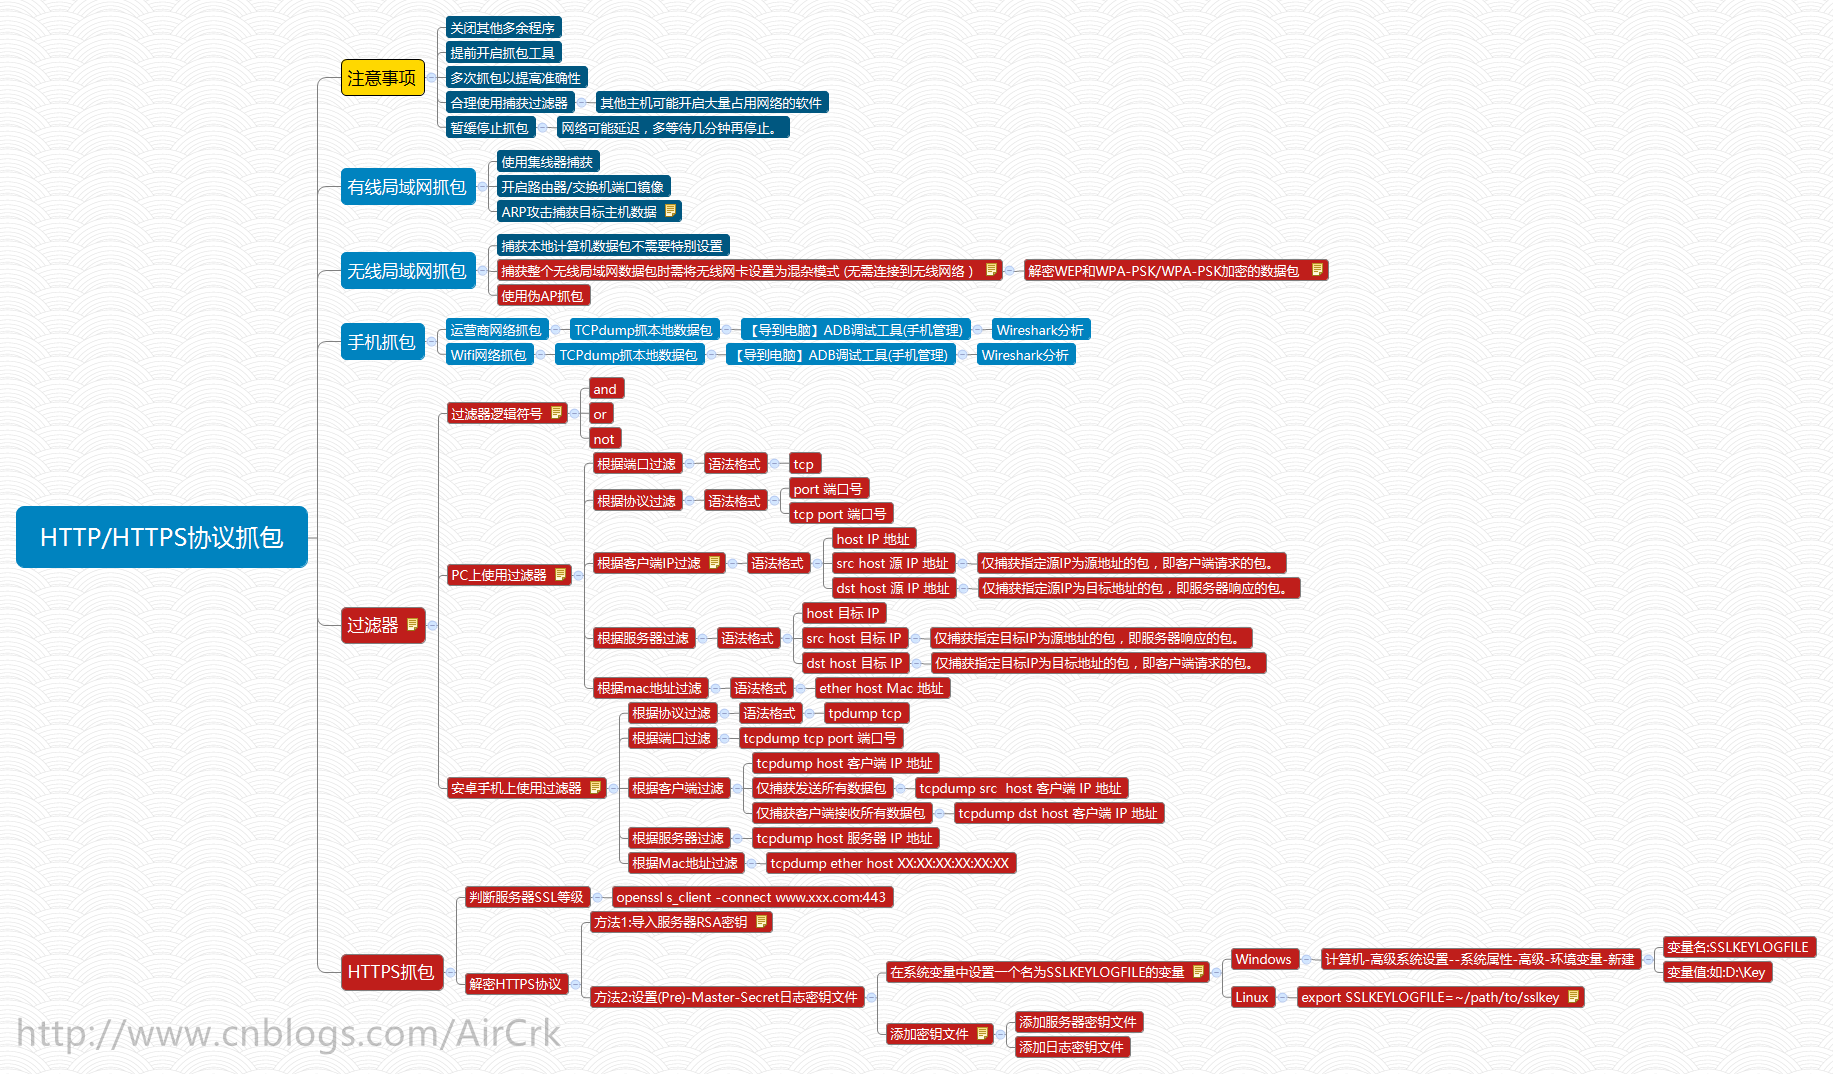 HTTP/HTTPS协议抓包
注意事项
关闭其他多余程序
提前开启抓包工具
多次抓包以提高准确性
合理使用捕获过滤器
其他主机可能开启大量占用网络的软件
暂缓停止抓包
网络可能延迟，多等待几分钟再停止。
有线局域网抓包
使用集线器捕获
开启路由器/交换机端口镜像
ARP攻击捕获目标主机数据
无线局域网抓包
捕获本地计算机数据包不需要特别设置
捕获整个无线局域网数据包时需将无线网卡设置为混杂模式 (无需连接到无线网络 )
解密WEP和WPA-PSK/WPA-PSK加密的数据包
使用伪AP抓包
手机抓包
运营商网络抓包
TCPdump抓本地数据包
【导到电脑】ADB调试工具(手机管理)
Wireshark分析
Wifi网络抓包
TCPdump抓本地数据包
【导到电脑】ADB调试工具(手机管理)
Wireshark分析
过滤器
过滤器逻辑符号
and
or
not
PC上使用过滤器
根据端口过滤
语法格式
tcp
根据协议过滤
语法格式
port 端口号
tcp port 端口号
根据客户端IP过滤
语法格式
host IP 地址
src host 源 IP 地址
仅捕获指定源IP为源地址的包，即客户端请求的包。
dst host 源 IP 地址
仅捕获指定源IP为目标地址的包，即服务器响应的包。
根据服务器过滤
语法格式
host 目标 IP
src host 目标 IP
仅捕获指定目标IP为源地址的包，即服务器响应的包。
dst host 目标 IP
仅捕获指定目标IP为目标地址的包，即客户端请求的包。
根据mac地址过滤
语法格式
ether host Mac 地址
安卓手机上使用过滤器
根据协议过滤
语法格式
tpdump tcp
根据端口过滤
tcpdump tcp port 端口号
根据客户端过滤
tcpdump host 客户端 IP 地址
仅捕获发送所有数据包
tcpdump src  host 客户端 IP 地址
仅捕获客户端接收所有数据包
tcpdump dst host 客户端 IP 地址
根据服务器过滤
tcpdump host 服务器 IP 地址
根据Mac地址过滤
tcpdump ether host XX:XX:XX:XX:XX:XX
HTTPS抓包
判断服务器SSL等级
openssl s_client -connect www.xxx.com:443
解密HTTPS协议
方法1:导入服务器RSA密钥
方法2:设置(Pre)-Master-Secret日志密钥文件
在系统变量中设置一个名为SSLKEYLOGFILE的变量
Windows
计算机-高级系统设置--系统属性-高级-环境变量-新建
变量名:SSLKEYLOGFILE
变量值:如:D:\Key
Linux
export SSLKEYLOGFILE=~/path/to/sslkey
添加密钥文件
添加服务器密钥文件
添加日志密钥文件
http://www.cnblogs.com/AirCrk